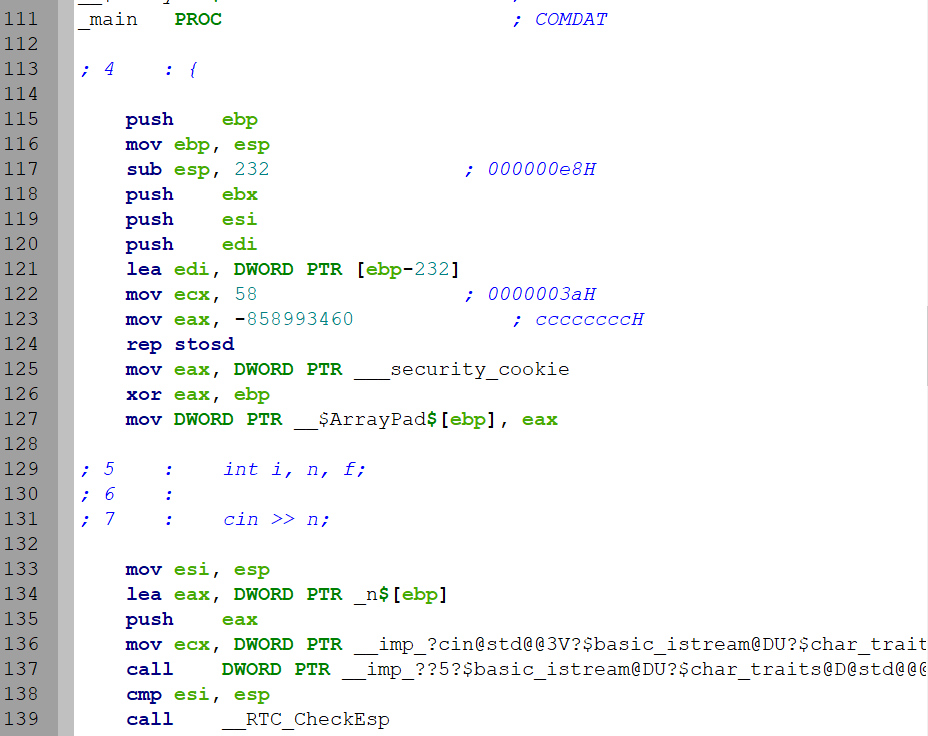 111 _main PROC ; COMDAT
112
113 ; 4 : {
114
115 push ebp
116 mov ebp, esp
117 sub esp, 232 ; 000000e8H
118 push ebx
119 push esi
120 push edi
121 lea edi, DWORD PTR [ebp-232]
122 mov ecx, 58 ; 0000003aH
123 mov eax, -858993460 ; ccccccccH
124 rep stosd
125 mov eax, DWORD PTR ___security_cookie
126 xor eax, ebp
127 mov DWORD PTR __$ArrayPad$[ebp], eax
128
129 ; 5 : int i, n, f;
130 ; 6 :
131 ; 7 : cin >> n;
132
133 mov esi, esp
134 lea eax, DWORD PTR _n$[ebp]
135 push eax
136 mov ecx, DWORD PTR __imp_?cin@std@@3V?$basic_istream@DU?$char_trait
137 call DWORD PTR __imp_??5?$basic_istream@DU?$char_traits@D@std@@@
138 cmp esi, esp
139 call __RTC_CheckEsp